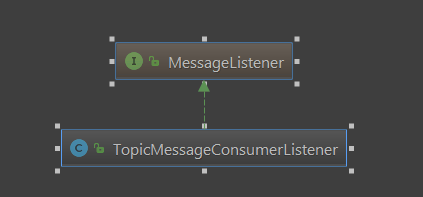 I MessageListener
C TopicMessageConsumerListener